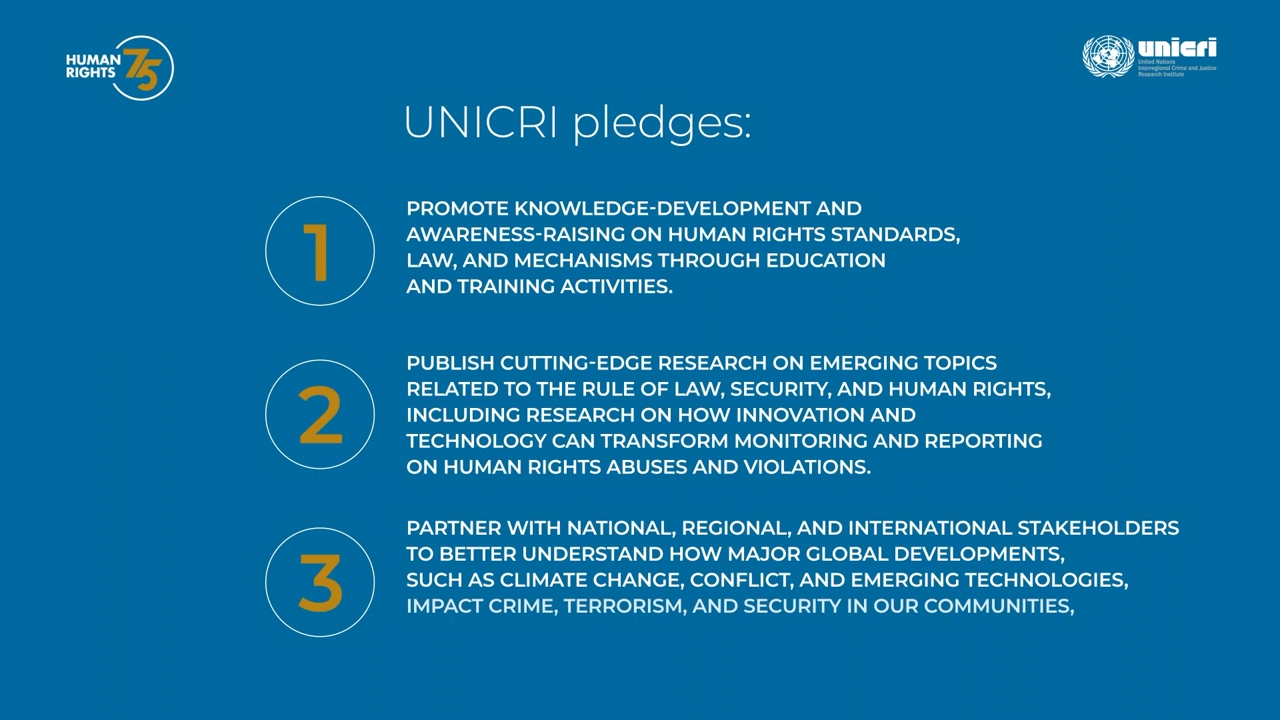 HUMAN
RIGHTS 75
unicri
United Nations
Interregional Crime and Justice
Research Institute
UNICRI pledges:
1
PROMOTE KNOWLEDGE-DEVELOPMENT AND
AWARENESS-RAISING ON HUMAN RIGHTS STANDARDS,
LAW, AND MECHANISMS THROUGH EDUCATION
AND TRAINING ACTIVITIES.
2
PUBLISH CUTTING-EDGE RESEARCH ON EMERGING TOPICS
RELATED TO THE RULE OF LAW, SECURITY, AND HUMAN RIGHTS,
INCLUDING RESEARCH ON HOW INNOVATION AND
TECHNOLOGY CAN TRANSFORM MONITORING AND REPORTING
ON HUMAN RIGHTS ABUSES AND VIOLATIONS.
3
PARTNER WITH NATIONAL, REGIONAL, AND INTERNATIONAL STAKEHOLDERS
TO BETTER UNDERSTAND HOW MAJOR GLOBAL DEVELOPMENTS,
SUCH AS CLIMATE CHANGE, CONFLICT, AND EMERGING TECHNOLOGIES,
IMPACT CRIME, TERRORISM, AND SECURITY IN OUR COMMUNITIES,